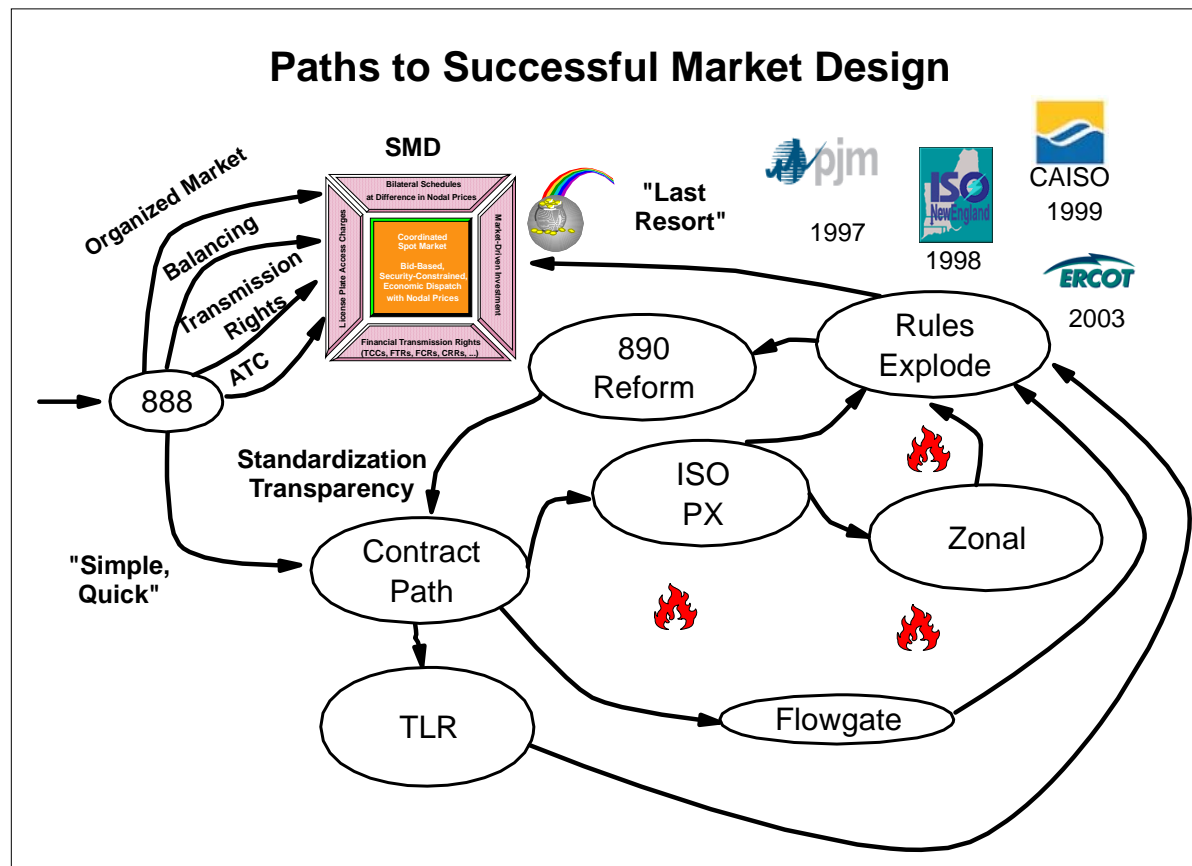 Paths to Successful Market Design
SMD
Organized Market
Balancing
Transmission
Rights
ATC
888
Bilateral Schedules
at Difference in Nodal Prices
License Plate Access Charges
Coordinated
Spot Market
Bid-Based,
Security-Constrained,
Economic Dispatch
with Nodal Prices
Market-Driven Investment
Financial Transmission Rights
(TCCs, FTRs, FCRs, CRRs, ...)
"Last
Resort"
pjm
1997
ISO
NewEngland
1998
CAISO
1999
ERCOT
2003
890
Reform
Rules
Explode
Standardization
Transparency
ISO
PX
Zonal
"Simple,
Quick"
Contract
Path
TLR
Flowgate